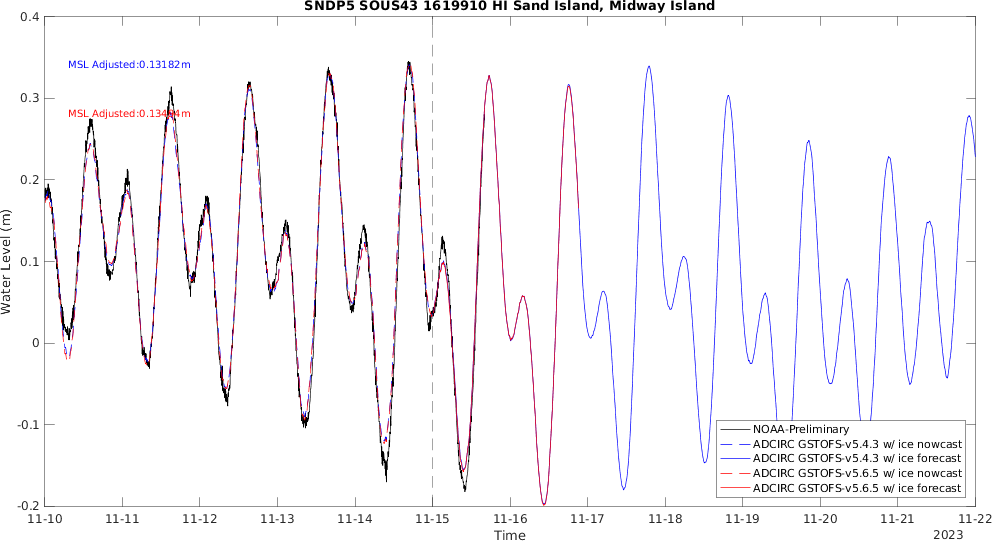 SNDP5 SOUS43 1619910 HI Sand Island, Midway Island
0.4
MSL Adjusted:0.13182m
0.3
MSL Adjusted:0.13494m
0.2
Water Level (m)
0.1
0
-0.1
NOAA-Preliminary
ADCIRC GSTOFS-v5.4.3 w/ ice nowcast
ADCIRC GSTOFS-v5.4.3 w/ ice forecast
ADCIRC GSTOFS-v5.6.5 w/ ice nowcast
ADCIRC GSTOFS-v5.6.5 w/ ice forecast
-0.2
11-10 11-11 11-12 11-13 11-14 11-15 11-16 11-17 11-18 11-19 11-20 11-21 11-22
Time
2023